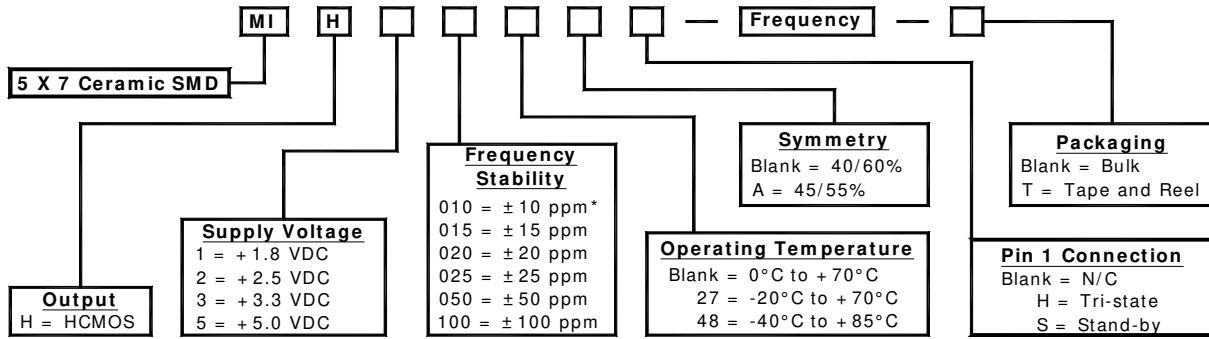 MI H — Frequency —
5 X 7 Ceramic SMD
Output
H = HCMOS
Supply Voltage
1 = +1.8 VDC
2 = +2.5 VDC
3 = +3.3 VDC
5 = +5.0 VDC
Frequency
Stability
010 = ±10 ppm*
015 = ±15 ppm
020 = ±20 ppm
025 = ±25 ppm
050 = ±50 ppm
100 = ±100 ppm
Symmetry
Blank = 40/60%
A = 45/55%
Operating Temperature
Blank = 0°C to +70°C
27 = -20°C to +70°C
48 = -40°C to +85°C
Packaging
Blank = Bulk
T = Tape and Reel
Pin 1 Connection
Blank = N/C
H = Tri-state
S = Stand-by